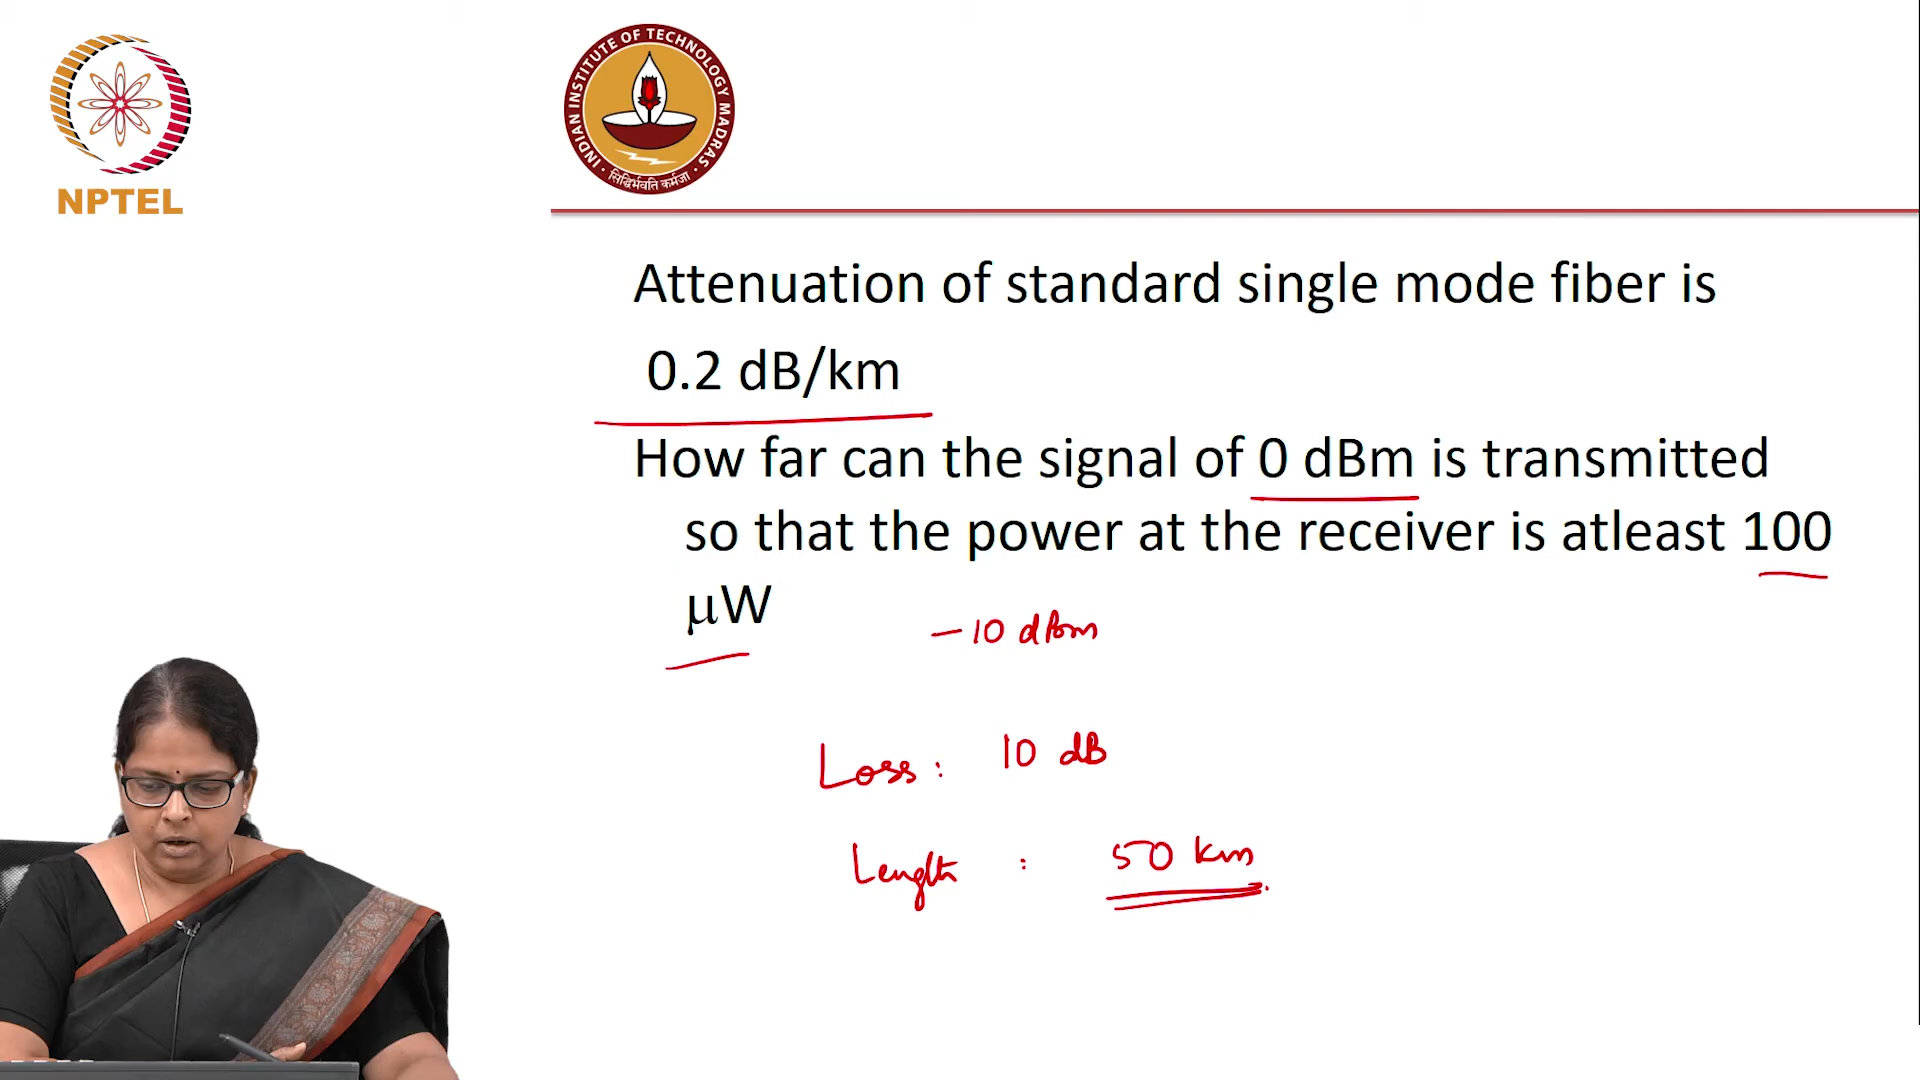 NPTEL
INDIAN INSTITUTE OF TECHNOLOGY MADRAS
सिद्धिर्भवति कर्मजा
Attenuation of standard single mode fiber is
0.2 dB/km
How far can the signal of 0 dBm is transmitted
so that the power at the receiver is atleast 100
µW
-10 dBm
Loss : 10 dB
Length : 50 km